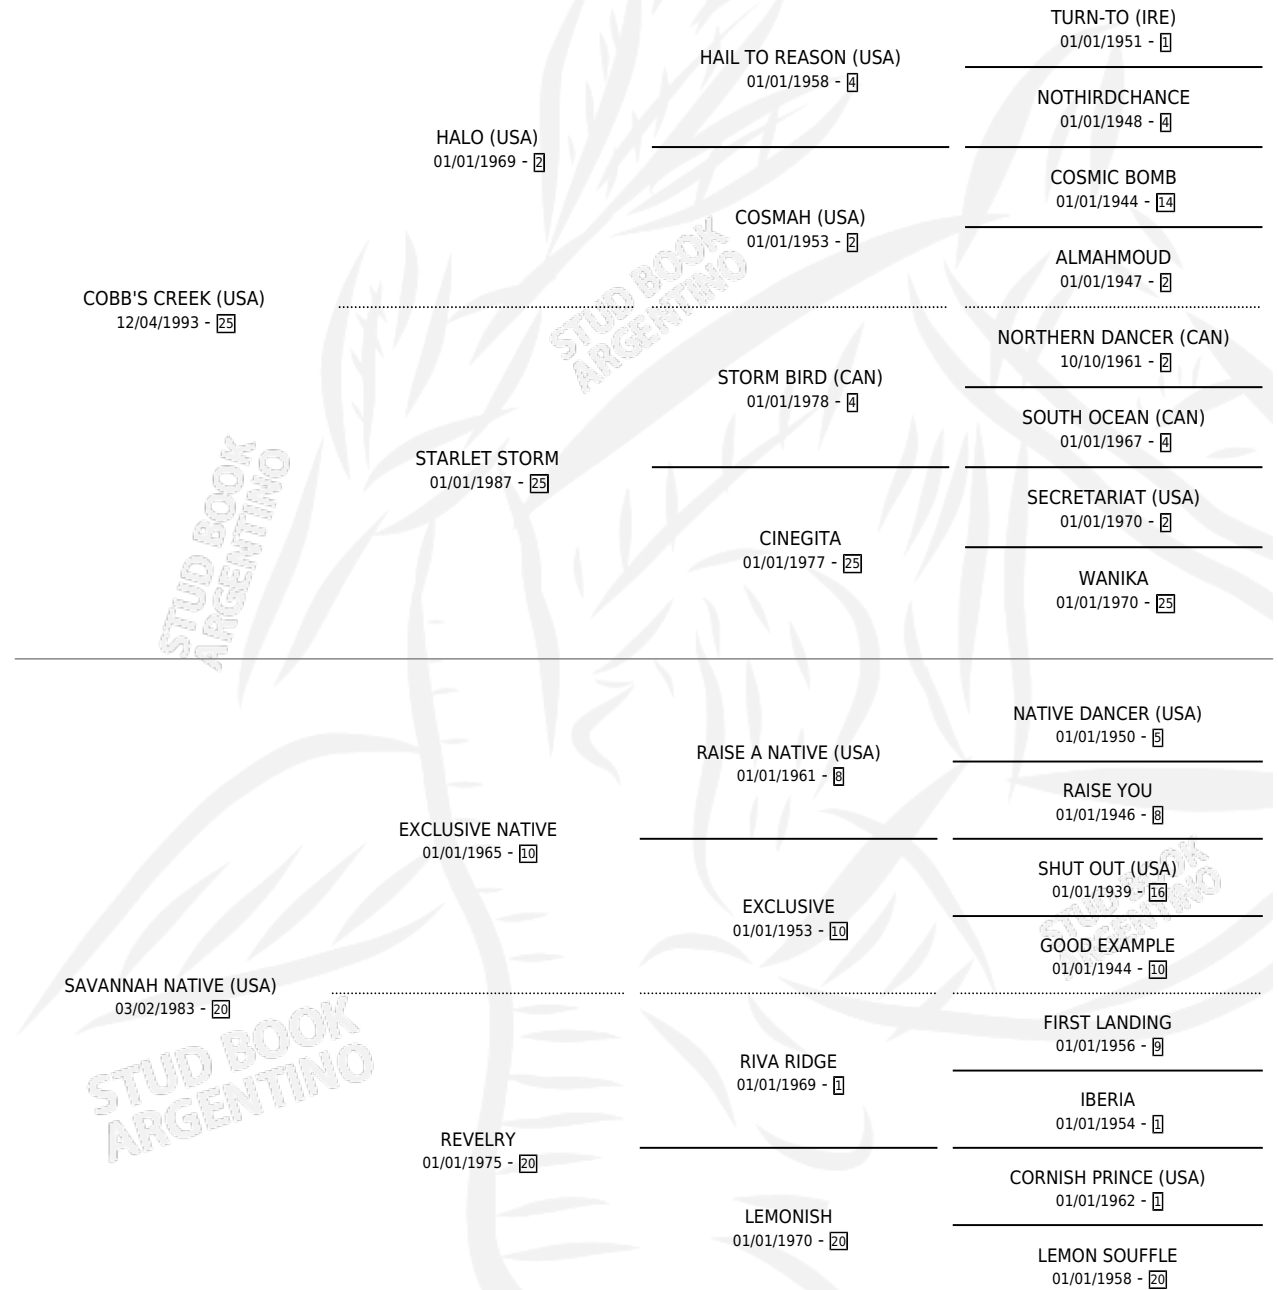 TURN-TO (IRE)
01/01/1951 - 1
HAIL TO REASON (USA)
01/01/1958 - 4
NOTHIRDCHANCE
01/01/1948 - 4
HALO (USA)
01/01/1969 - 2
COSMIC BOMB
01/01/1944 - 14
COSMAH (USA)
01/01/1953 - 2
ALMAHMOUD
01/01/1947 - 2
COBB'S CREEK (USA)
12/04/1993 - 25
NORTHERN DANCER (CAN)
10/10/1961 - 2
STORM BIRD (CAN)
01/01/1978 - 4
SOUTH OCEAN (CAN)
01/01/1967 - 4
STARLET STORM
01/01/1987 - 25
SECRETARIAT (USA)
01/01/1970 - 2
CINEGITA
01/01/1977 - 25
WANIKA
01/01/1970 - 25
NATIVE DANCER (USA)
01/01/1950 - 5
RAISE A NATIVE (USA)
01/01/1961 - 8
RAISE YOU
01/01/1946 - 8
EXCLUSIVE NATIVE
01/01/1965 - 10
SHUT OUT (USA)
01/01/1939 - 16
EXCLUSIVE
01/01/1953 - 10
GOOD EXAMPLE
01/01/1944 - 10
SAVANNAH NATIVE (USA)
03/02/1983 - 20
FIRST LANDING
01/01/1956 - 9
RIVA RIDGE
01/01/1969 - 1
IBERIA
01/01/1954 - 1
REVELRY
01/01/1975 - 20
CORNISH PRINCE (USA)
01/01/1962 - 1
LEMONISH
01/01/1970 - 20
LEMON SOUFFLE
01/01/1958 - 20
STUD BOOK
ARGENTINO
STUD BOOK
ARGENTINO
STUD BOOK
ARGENTINO
STUD BOOK
ARGENTINO